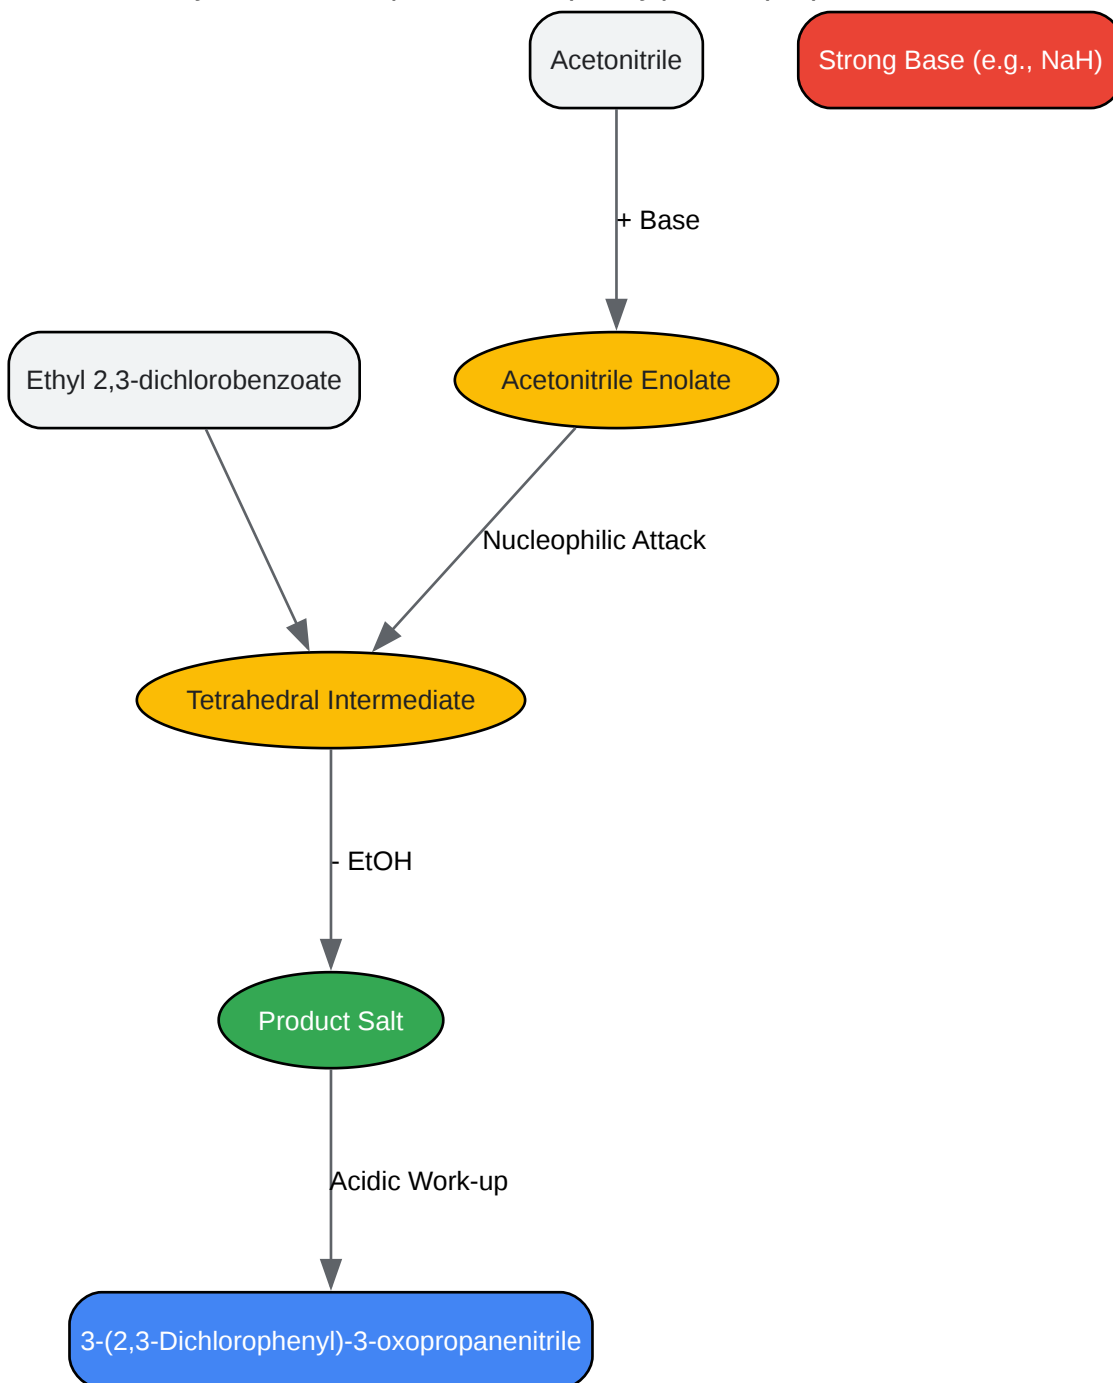 Acetonitrile
Strong Base (e.g., NaH)
+ Base
Ethyl 2,3-dichlorobenzoate
Acetonitrile Enolate
Nucleophilic Attack
Tetrahedral Intermediate
- EtOH
Product Salt
Acidic Work-up
3-(2,3-Dichlorophenyl)-3-oxopropanenitrile